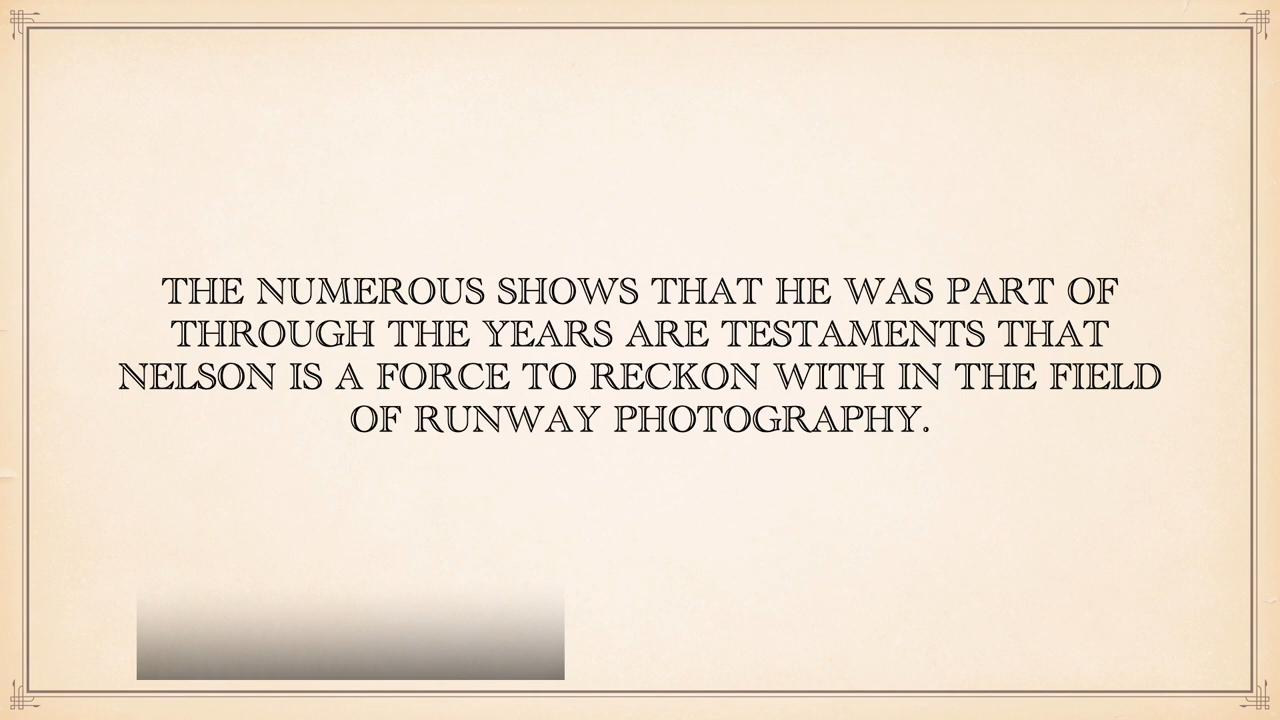 THE NUMEROUS SHOWS THAT HE WAS PART OF
THROUGH THE YEARS ARE TESTAMENTS THAT
NELSON IS A FORCE TO RECKON WITH IN THE FIELD
OF RUNWAY PHOTOGRAPHY.